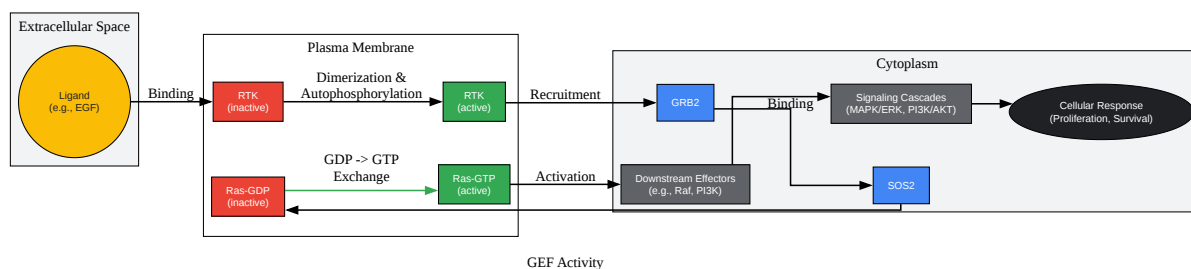 Extracellular Space
Ligand
(e.g., EGF)
Binding
Plasma Membrane
RTK
(inactive)
Dimerization &
Autophosphorylation
RTK
(active)
Recruitment
Ras-GDP
(inactive)
GDP -> GTP
Exchange
Ras-GTP
(active)
Activation
Cytoplasm
GRB2
Binding
Signaling Cascades
(MAPK/ERK, PI3K/AKT)
Cellular Response
(Proliferation, Survival)
Downstream Effectors
(e.g., Raf, PI3K)
SOS2
GEF Activity